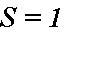 S = 1